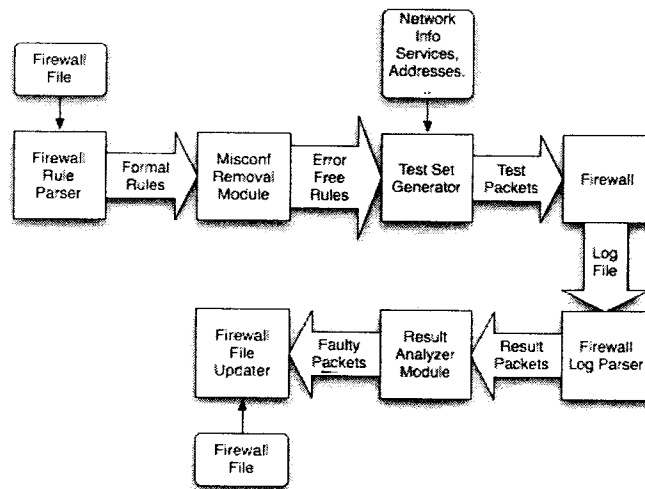 Firewall
File
Network
Info
Services,
Addresses.
..
Firewall
Rule
Parser
Formal
Rules
Misconf
Removal
Module
Error
Free
Rules
Test Set
Generator
Test
Packets
Firewall
Log
File
Firewall
File
Updater
Faulty
Packets
Result
Analyzer
Module
Result
Packets
Firewall
Log Parser
Firewall
File